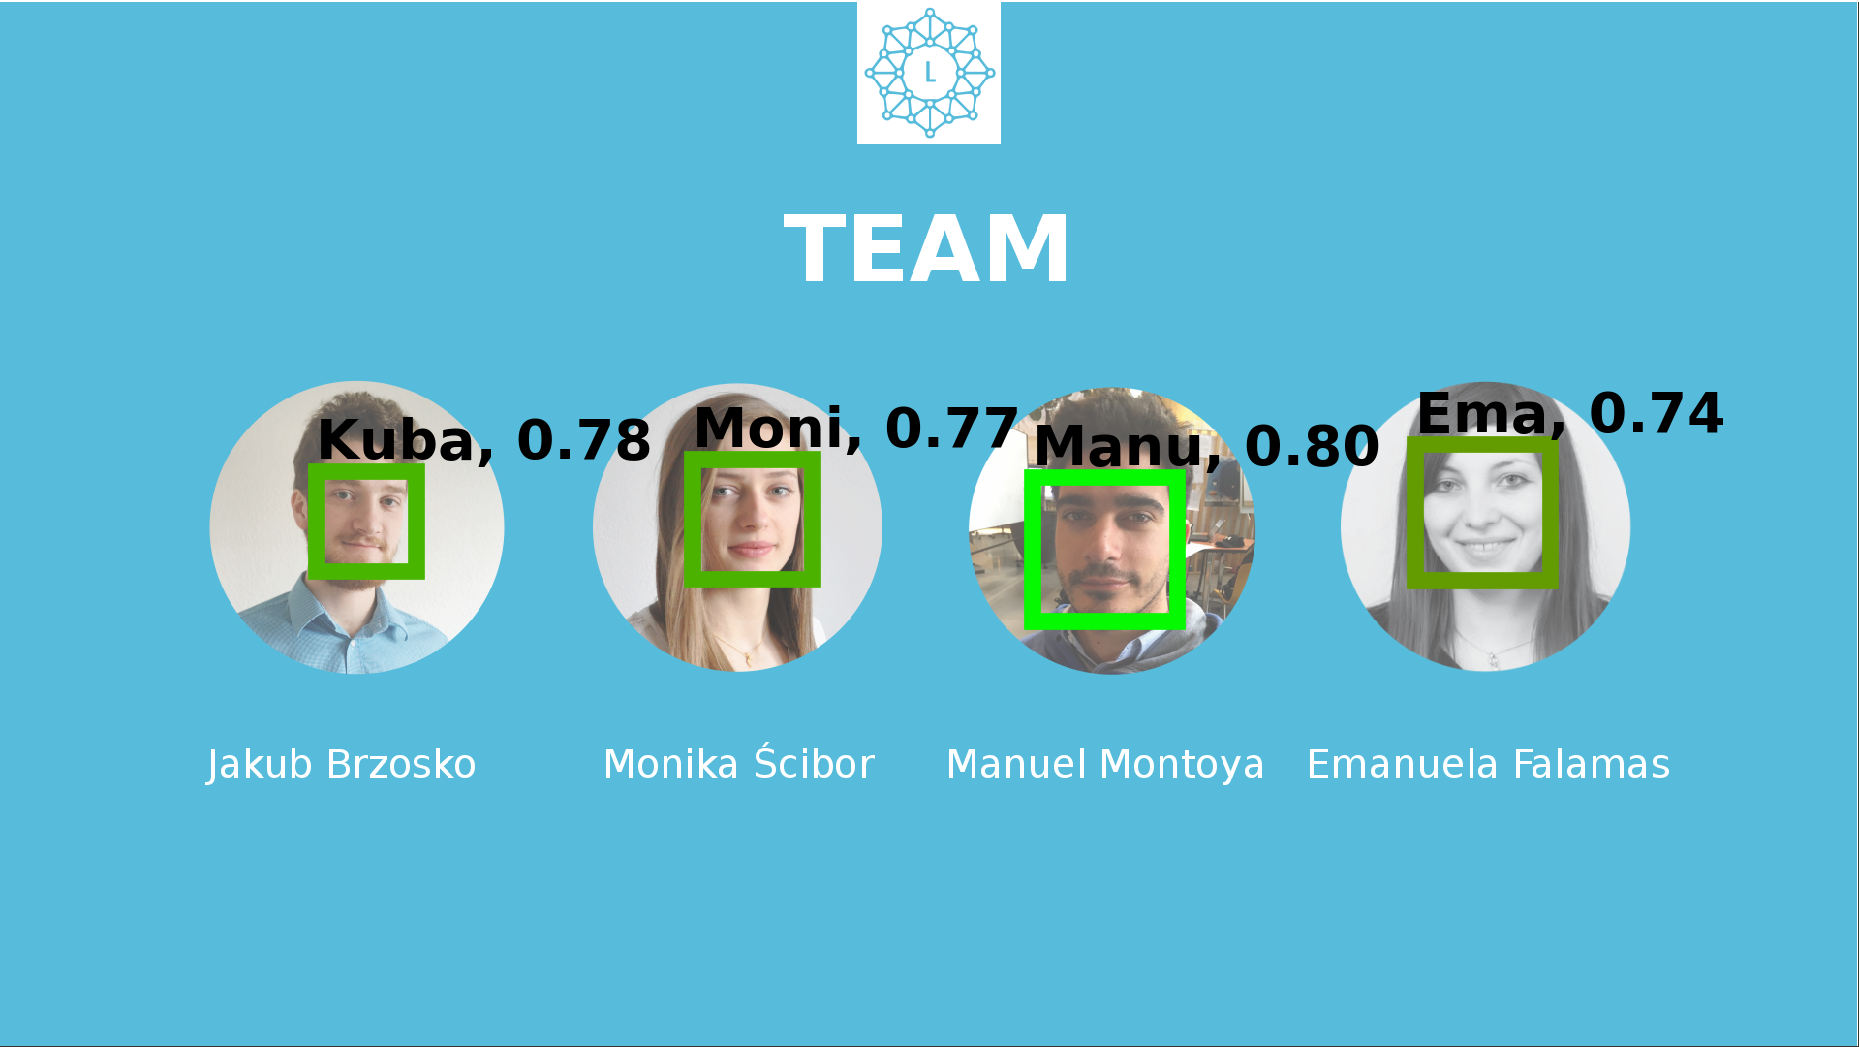 L
TEAM
Kuba, 0.78
Moni, 0.77
Manu, 0.80
Ema, 0.74
Jakub Brzosko
Monika Ścibor
Manuel Montoya
Emanuela Falamas